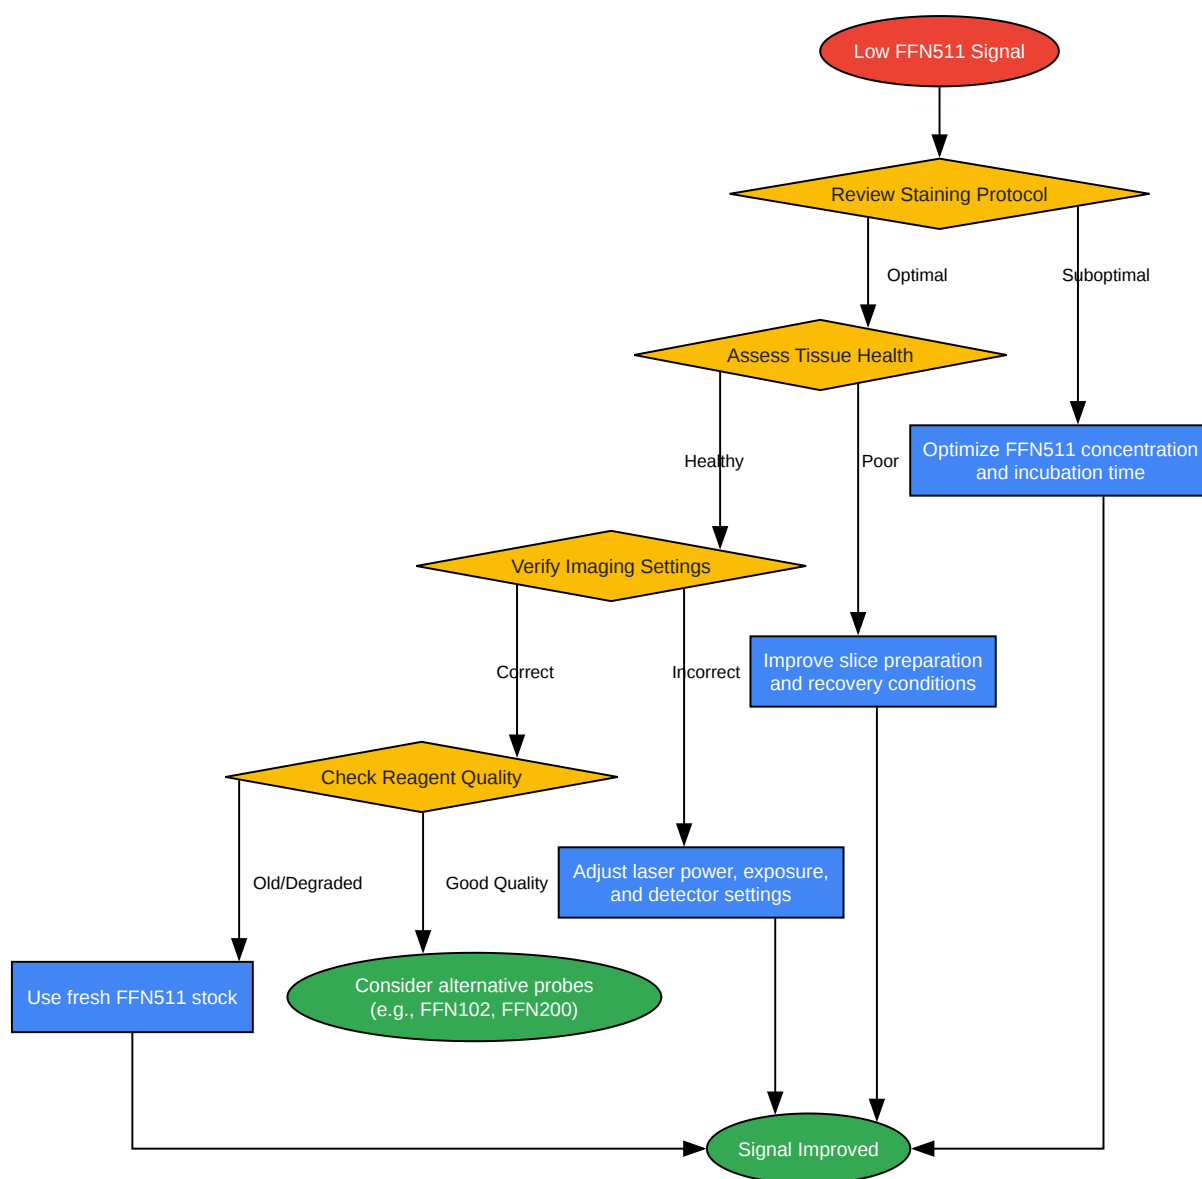 Low FFN511 Signal
Review Staining Protocol
Optimal
Suboptimal
Assess Tissue Health
Healthy
Poor
Optimize FFN511 concentration
and incubation time
Verify Imaging Settings
Correct
Incorrect
Improve slice preparation
and recovery conditions
Check Reagent Quality
Old/Degraded
Good Quality
Adjust laser power, exposure,
and detector settings
Use fresh FFN511 stock
Consider alternative probes
(e.g., FFN102, FFN200)
Signal Improved